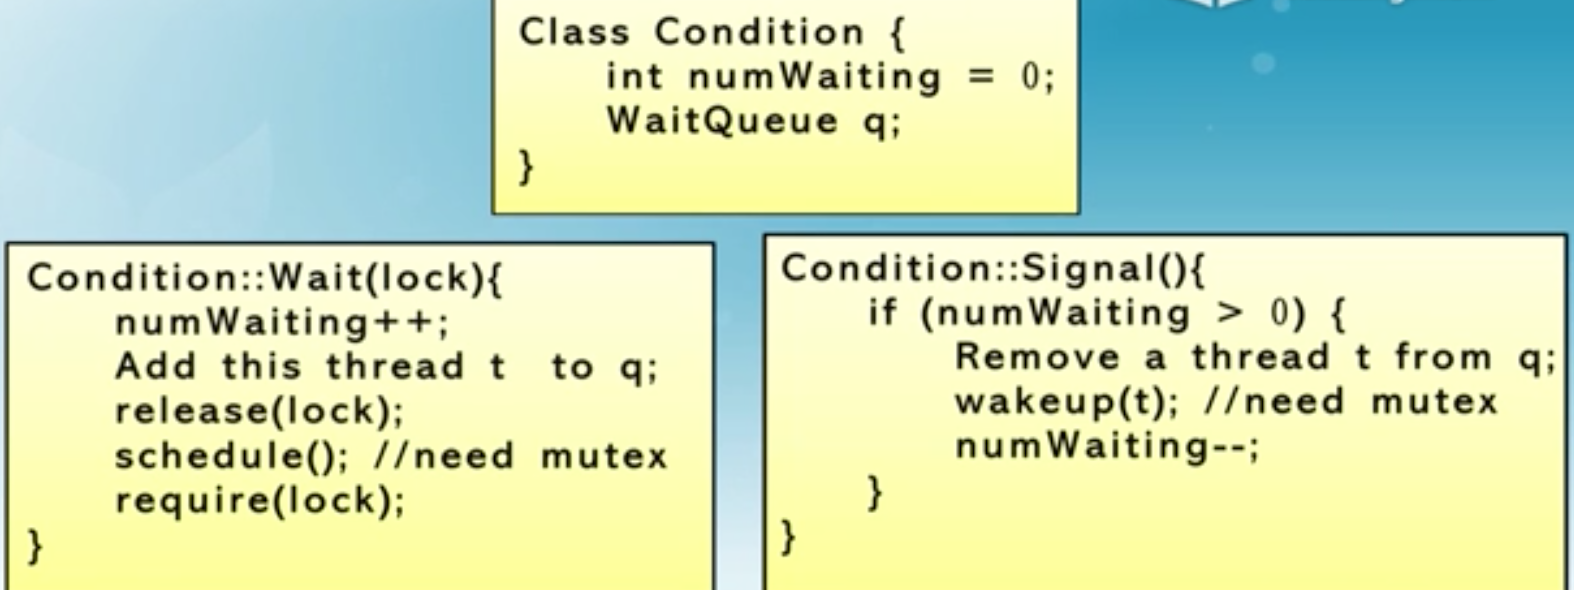 Class Condition {
int numWaiting = 0;
WaitQueue q;
}
Condition::Wait(lock){
numWaiting++;
Add this thread t to q;
release(lock);
schedule(); //need mutex
require(lock);
}
Condition::Signal(){
if (numWaiting > 0) {
Remove a thread t from q;
wakeup(t); //need mutex
numWaiting--;
}
}